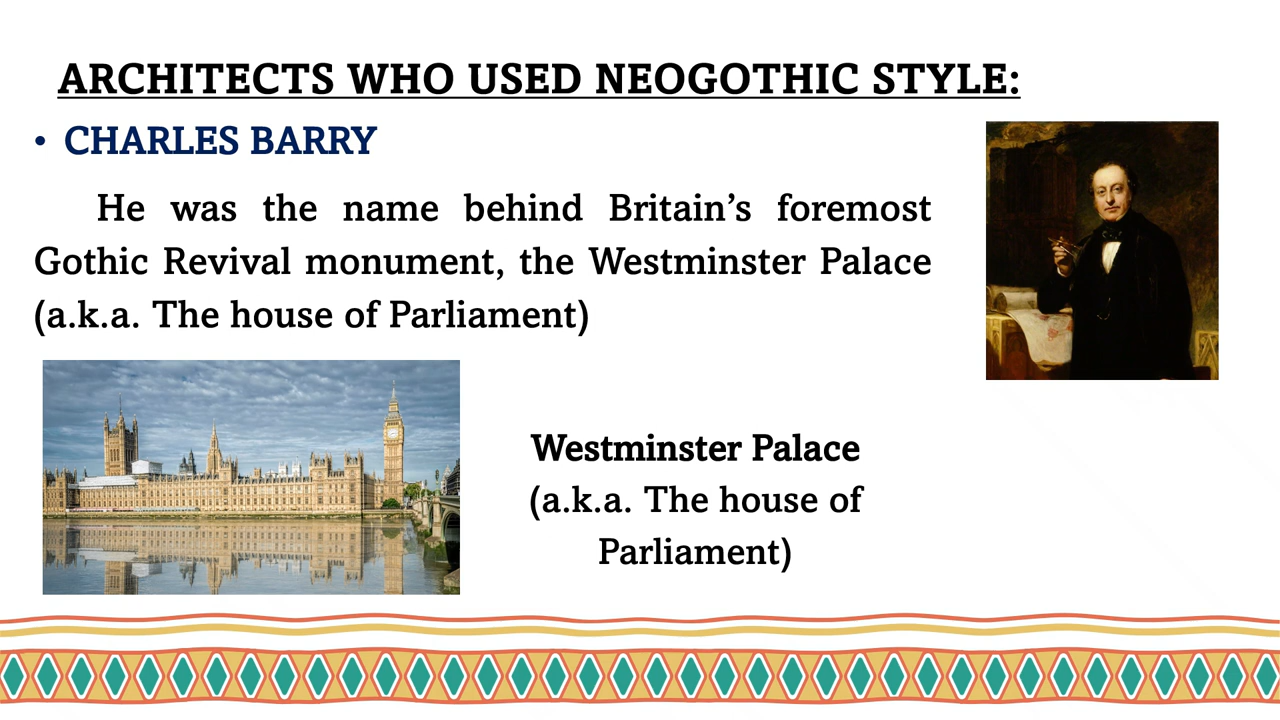 ARCHITECTS WHO USED NEOGOTHIC STYLE:
• CHARLES BARRY
He was the name behind Britain’s foremost
Gothic Revival monument, the Westminster Palace
(a.k.a. The house of Parliament)
Westminster Palace
(a.k.a. The house of
Parliament)